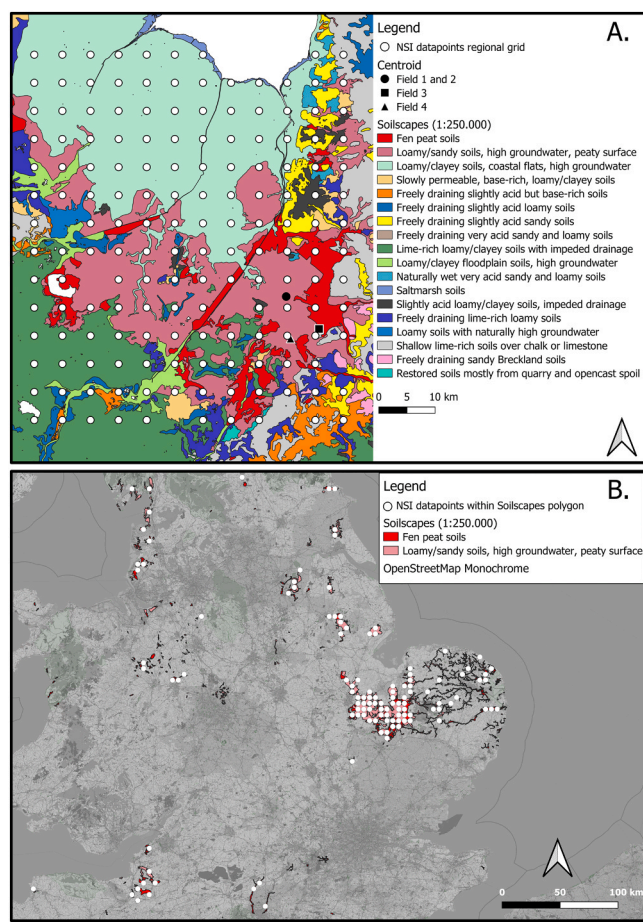 A.
Legend
NSI datapoints regional grid
Centroid
Field 1 and 2
Field 3
Field 4
Soilscapes (1:250.000)
Fen peat soils
Loamy/sandy soils, high groundwater, peaty surface
Loamy/clayey soils, coastal flats, high groundwater
Slowly permeable, base-rich, loamy/clayey soils
Freely draining slightly acid but base-rich soils
Freely draining slightly acid loamy soils
Freely draining slightly acid sandy soils
Freely draining very acid sandy and loamy soils
Lime-rich loamy/clayey soils with impeded drainage
Loamy/clayey floodplain soils, high groundwater
Naturally wet very acid sandy and loamy soils
Saltmarsh soils
Slightly acid loamy/clayey soils, impeded drainage
Freely draining lime-rich loamy soils
Loamy soils with naturally high groundwater
Shallow lime-rich soils over chalk or limestone
Freely draining sandy Breckland soils
Restored soils mostly from quarry and opencast spoil
0 5 10 km
B.
Legend
NSI datapoints within Soilscapes polygon
Soilscapes (1:250.000)
Fen peat soils
Loamy/sandy soils, high groundwater, peaty surface
OpenStreetMap Monochrome
0 50 100 km